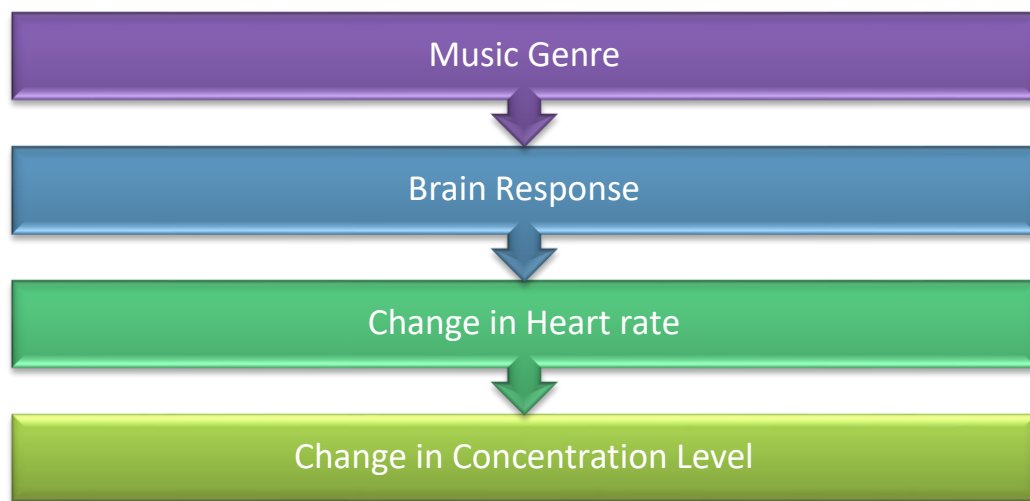 Music Genre
Brain Response
Change in Heart rate
Change in Concentration Level